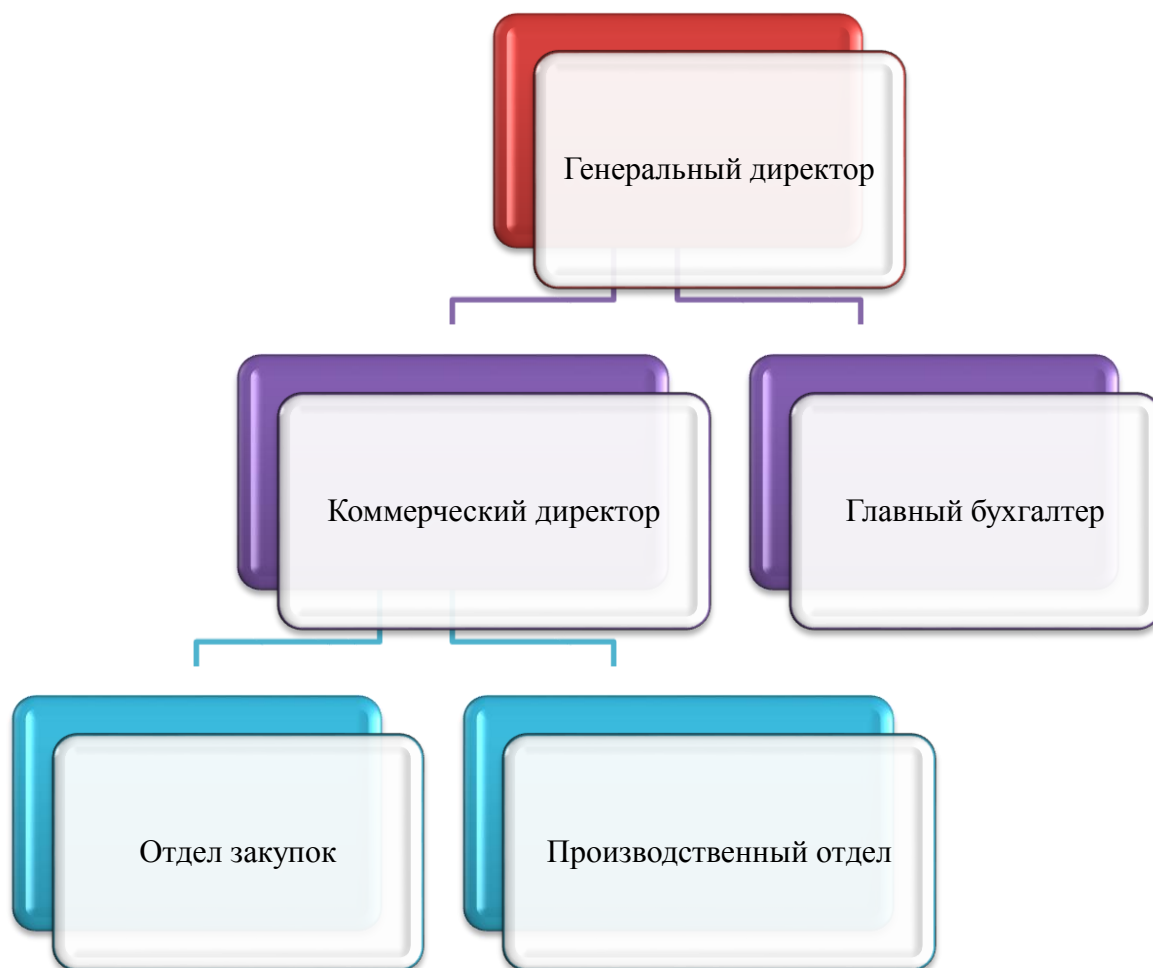 Генеральный директор
Коммерческий директор
Главный бухгалтер
Отдел закупок
Производственный отдел